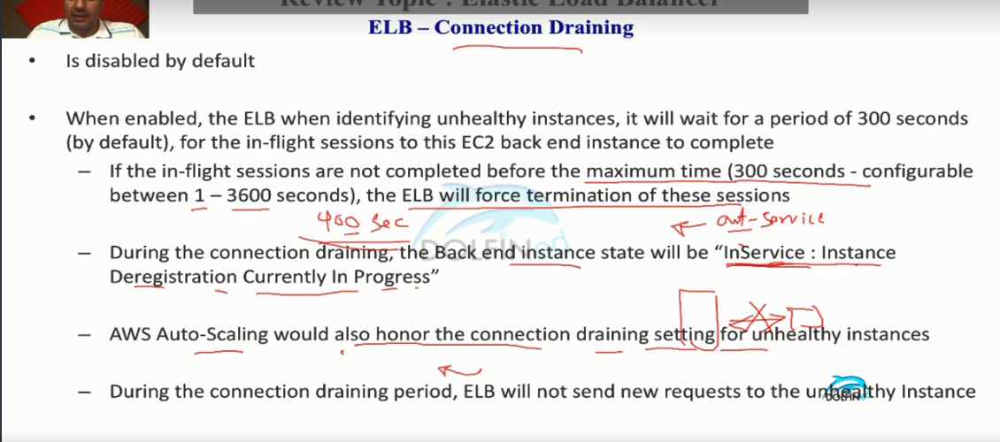 Review Topic : Elastic Load Balancer
ELB – Connection Draining
• Is disabled by default
• When enabled, the ELB when identifying unhealthy instances, it will wait for a period of 300 seconds
(by default), for the in-flight sessions to this EC2 back end instance to complete
– If the in-flight sessions are not completed before the maximum time (300 seconds - configurable
between 1 – 3600 seconds), the ELB will force termination of these sessions
400 sec
out-service
DOLFINed
– During the connection draining, the Back end instance state will be “InService : Instance
Deregistration Currently In Progress”
– AWS Auto-Scaling would also honor the connection draining setting for unhealthy instances
– During the connection draining period, ELB will not send new requests to the unhealthy Instance
DOLFINed